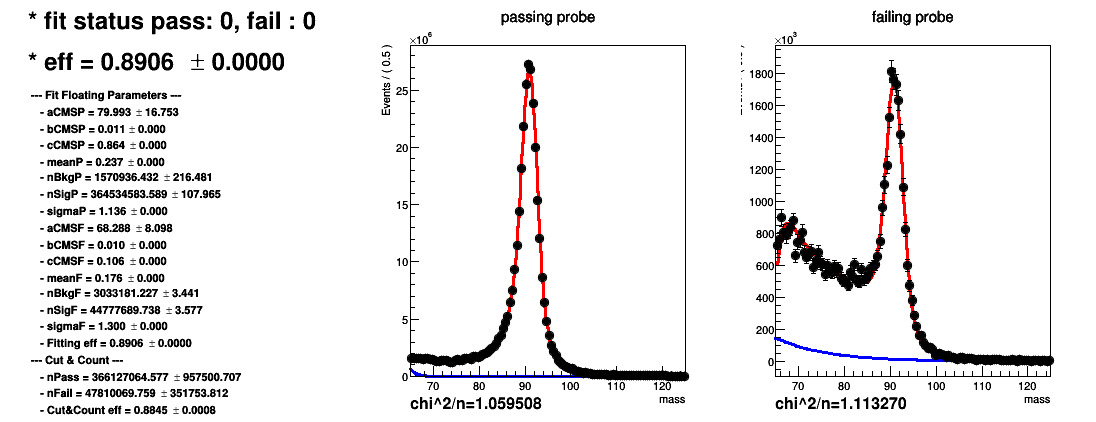 * fit status pass: 0, fail : 0
* eff = 0.8906 ± 0.0000
--- Fit Floating Parameters ---
- aCMSP = 79.993 ± 16.753
- bCMSP = 0.011 ± 0.000
- cCMSP = 0.864 ± 0.000
- meanP = 0.237 ± 0.000
- nBkgP = 1570936.432 ± 216.481
- nSigP = 364534583.589 ± 107.965
- sigmaP = 1.136 ± 0.000
- aCMSF = 68.288 ± 8.098
- bCMSF = 0.010 ± 0.000
- cCMSF = 0.106 ± 0.000
- meanF = 0.176 ± 0.000
- nBkgF = 3033181.227 ± 3.441
- nSigF = 44777689.738 ± 3.577
- sigmaF = 1.300 ± 0.000
- Fitting eff = 0.8906 ± 0.0000
--- Cut & Count ---
- nPass = 366127064.577 ± 957500.707
- nFail = 47810069.759 ± 351753.812
- Cut&Count eff = 0.8845 ± 0.0008
passing probe
×10⁶
Events / ( 0.5 )
25
20
15
10
5
0
70 80 90 100 110 120
mass
chi^2/n=1.059508
failing probe
×10³
1800
1600
1400
1200
1000
800
600
400
200
0
70 80 90 100 110 120
mass
chi^2/n=1.113270